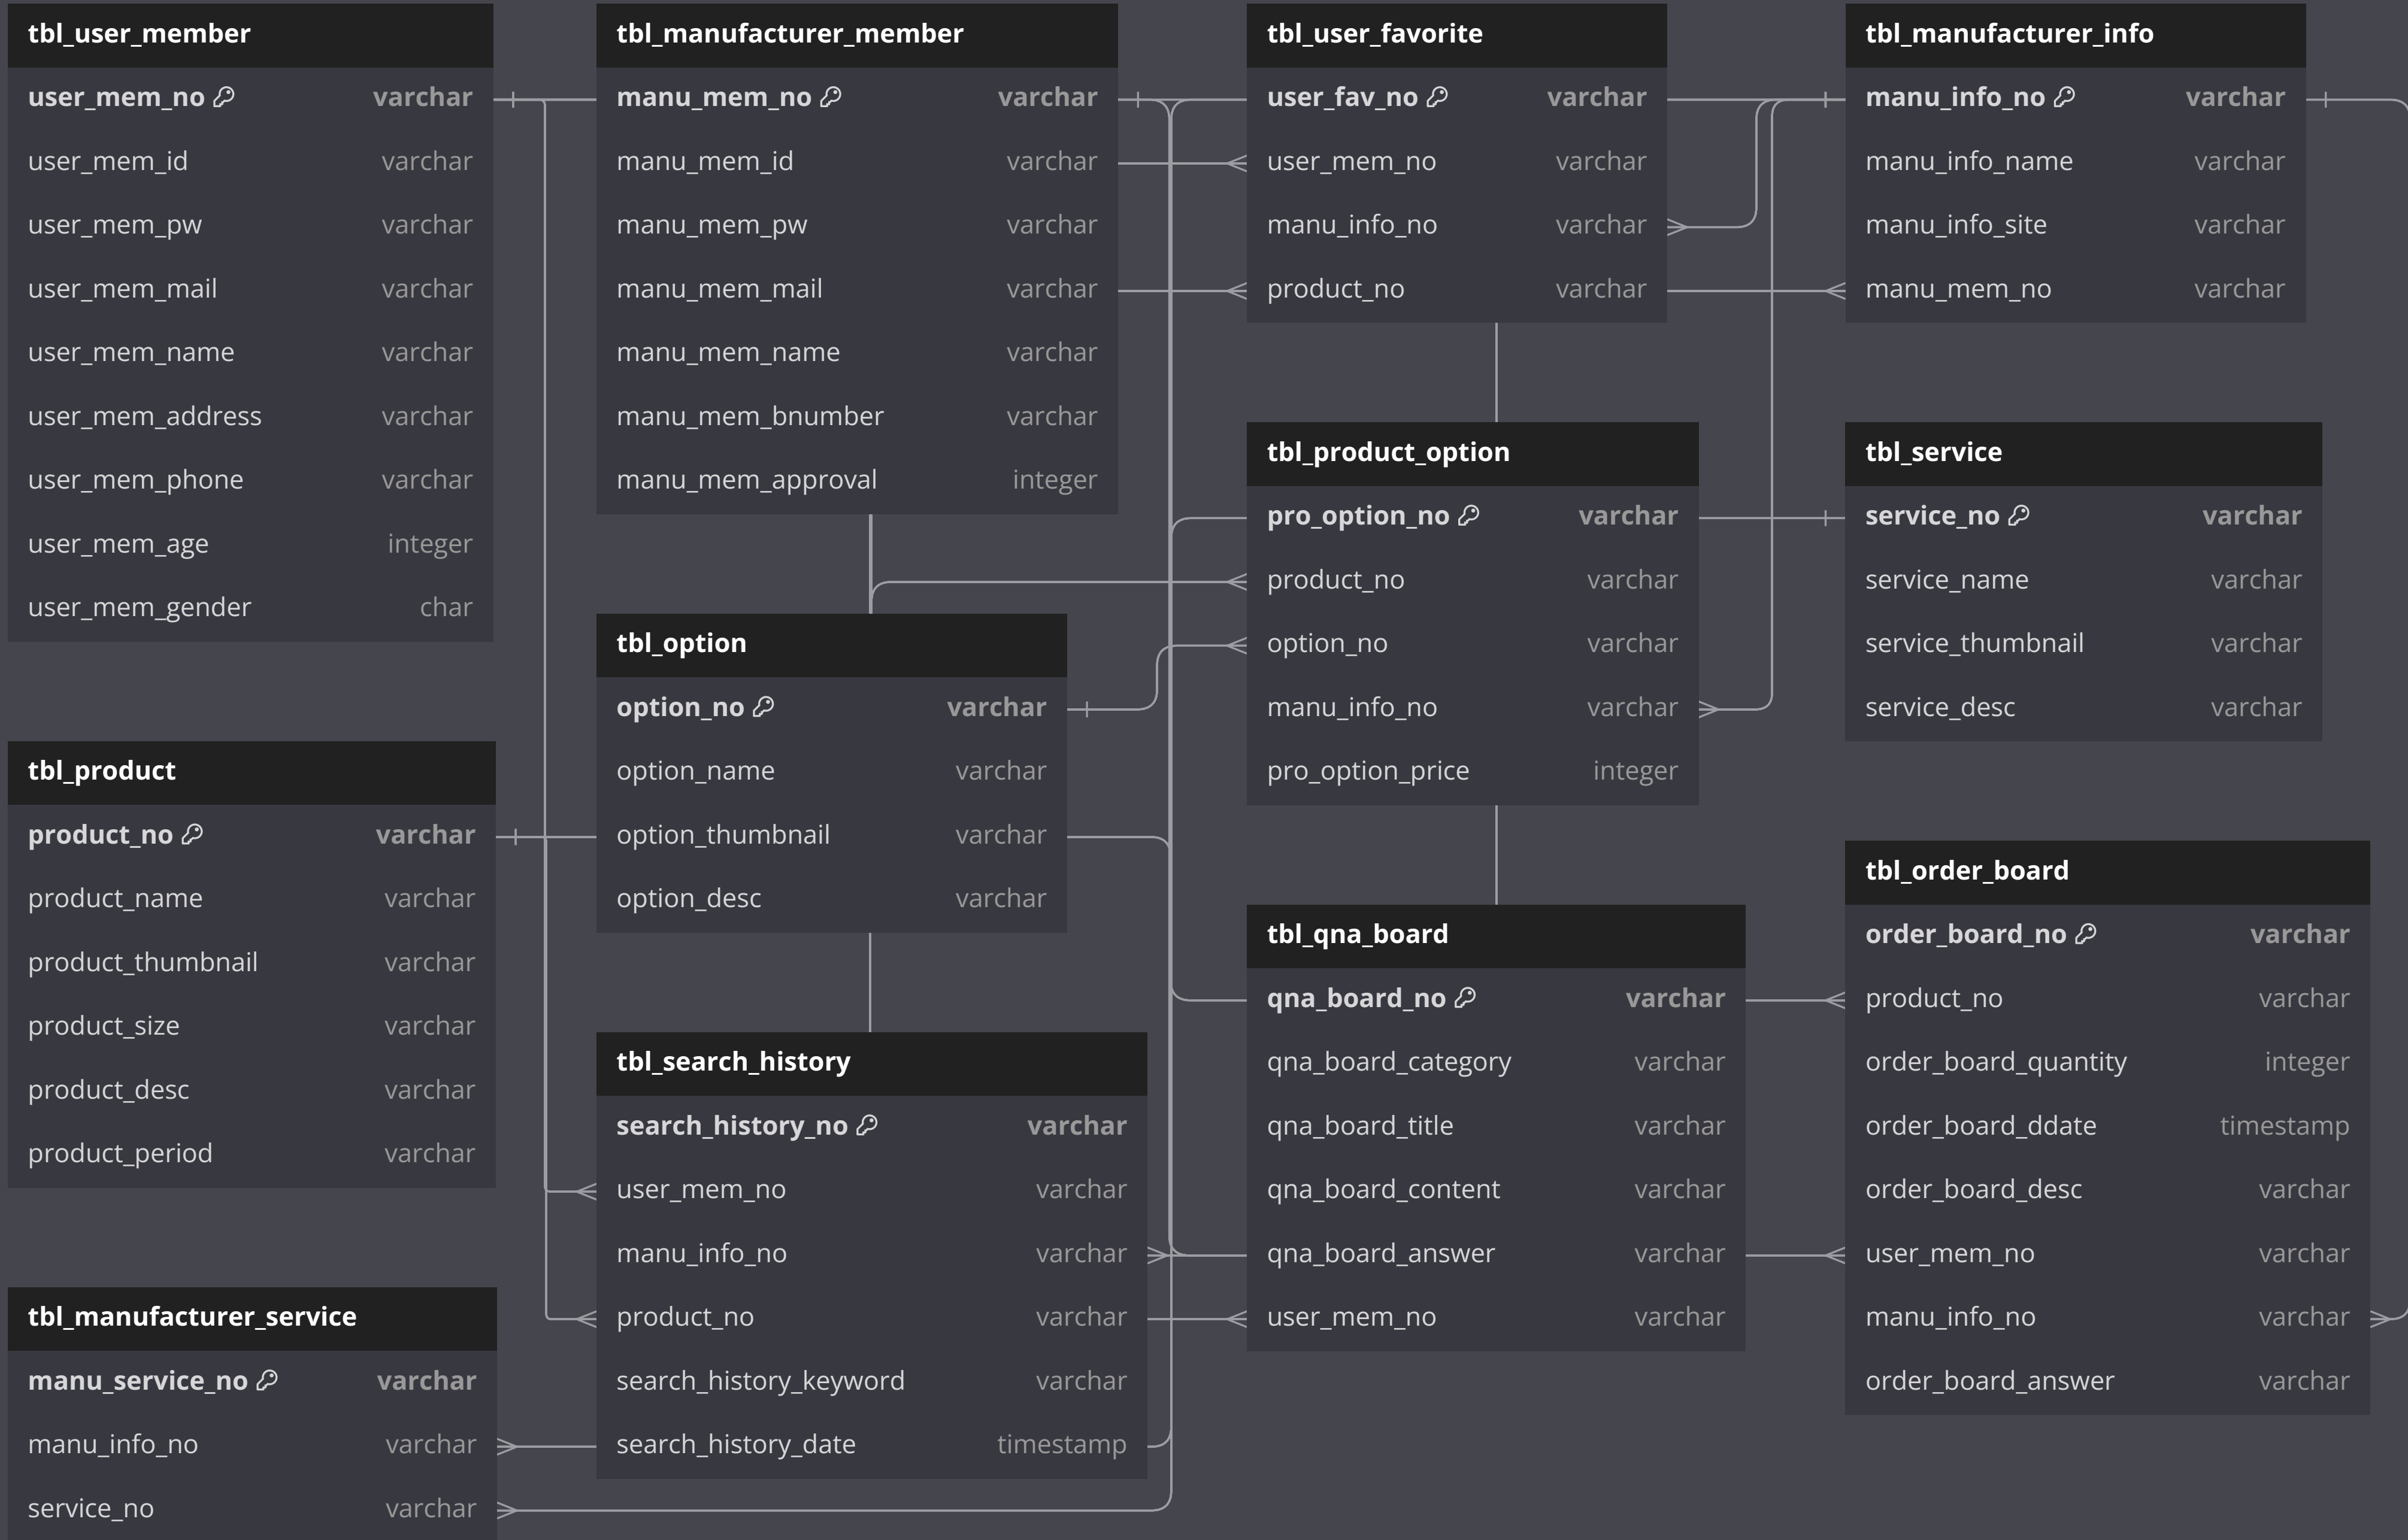 tbl_user_member
user_mem_no varchar
user_mem_id varchar
user_mem_pw varchar
user_mem_mail varchar
user_mem_name varchar
user_mem_address varchar
user_mem_phone varchar
user_mem_age integer
user_mem_gender char
tbl_product
product_no varchar
product_name varchar
product_thumbnail varchar
product_size varchar
product_desc varchar
product_period varchar
tbl_manufacturer_service
manu_service_no varchar
manu_info_no varchar
service_no varchar
tbl_manufacturer_member
manu_mem_no varchar
manu_mem_id varchar
manu_mem_pw varchar
manu_mem_mail varchar
manu_mem_name varchar
manu_mem_bnumber varchar
manu_mem_approval integer
tbl_option
option_no varchar
option_name varchar
option_thumbnail varchar
option_desc varchar
tbl_search_history
search_history_no varchar
user_mem_no varchar
manu_info_no varchar
product_no varchar
search_history_keyword varchar
search_history_date timestamp
tbl_user_favorite
user_fav_no varchar
user_mem_no varchar
manu_info_no varchar
product_no varchar
tbl_product_option
pro_option_no varchar
product_no varchar
option_no varchar
manu_info_no varchar
pro_option_price integer
tbl_qna_board
qna_board_no varchar
qna_board_category varchar
qna_board_title varchar
qna_board_content varchar
qna_board_answer varchar
user_mem_no varchar
tbl_manufacturer_info
manu_info_no varchar
manu_info_name varchar
manu_info_site varchar
manu_mem_no varchar
tbl_service
service_no varchar
service_name varchar
service_thumbnail varchar
service_desc varchar
tbl_order_board
order_board_no varchar
product_no varchar
order_board_quantity integer
order_board_ddate timestamp
order_board_desc varchar
user_mem_no varchar
manu_info_no varchar
order_board_answer varchar